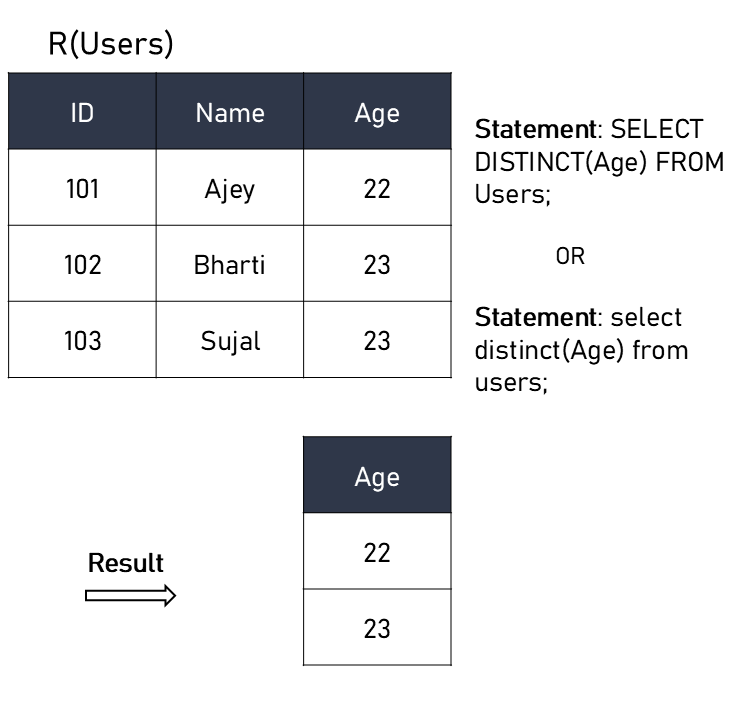 R(Users)
ID Name Age
101 Ajey 22
102 Bharti 23
103 Sujal 23
Statement: SELECT
DISTINCT(Age) FROM
Users;
OR
Statement: select
distinct(Age) from
users;
Result
Age
22
23